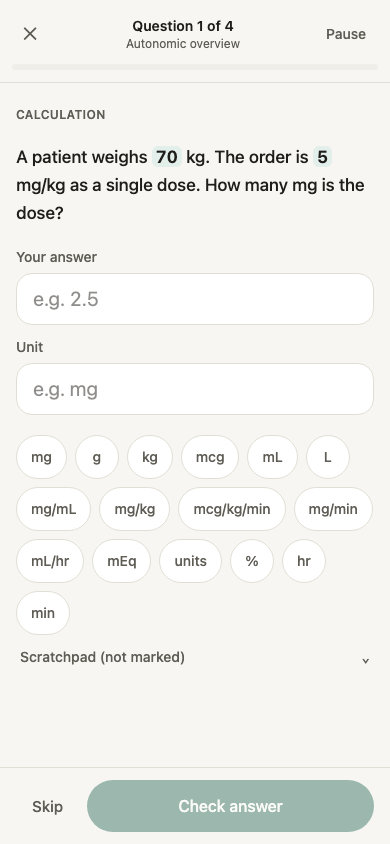 Question 1 of 4
Autonomic overview
Pause
CALCULATION
A patient weighs 70 kg. The order is 5
mg/kg as a single dose. How many mg is the
dose?
Your answer
e.g. 2.5
Unit
e.g. mg
mg g kg mcg mL L
mg/mL mg/kg mcg/kg/min mg/min
mL/hr mEq units % hr
min
Scratchpad (not marked)
Skip Check answer